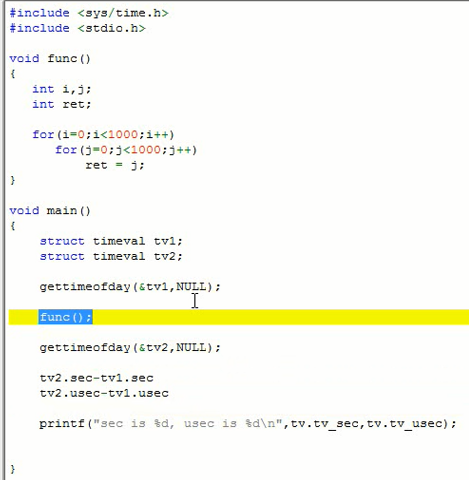 #include <sys/time.h>
#include <stdio.h>
void func()
{
int i,j;
int ret;
for(i=0;i<1000;i++)
for(j=0;j<1000;j++)
ret = j;
}
void main()
{
struct timeval tv1;
struct timeval tv2;
gettimeofday(&tv1,NULL);
func();
gettimeofday(&tv2,NULL);
tv2.sec-tv1.sec
tv2.usec-tv1.usec
printf("sec is %d, usec is %d\n",tv.tv_sec,tv.tv_usec);
}